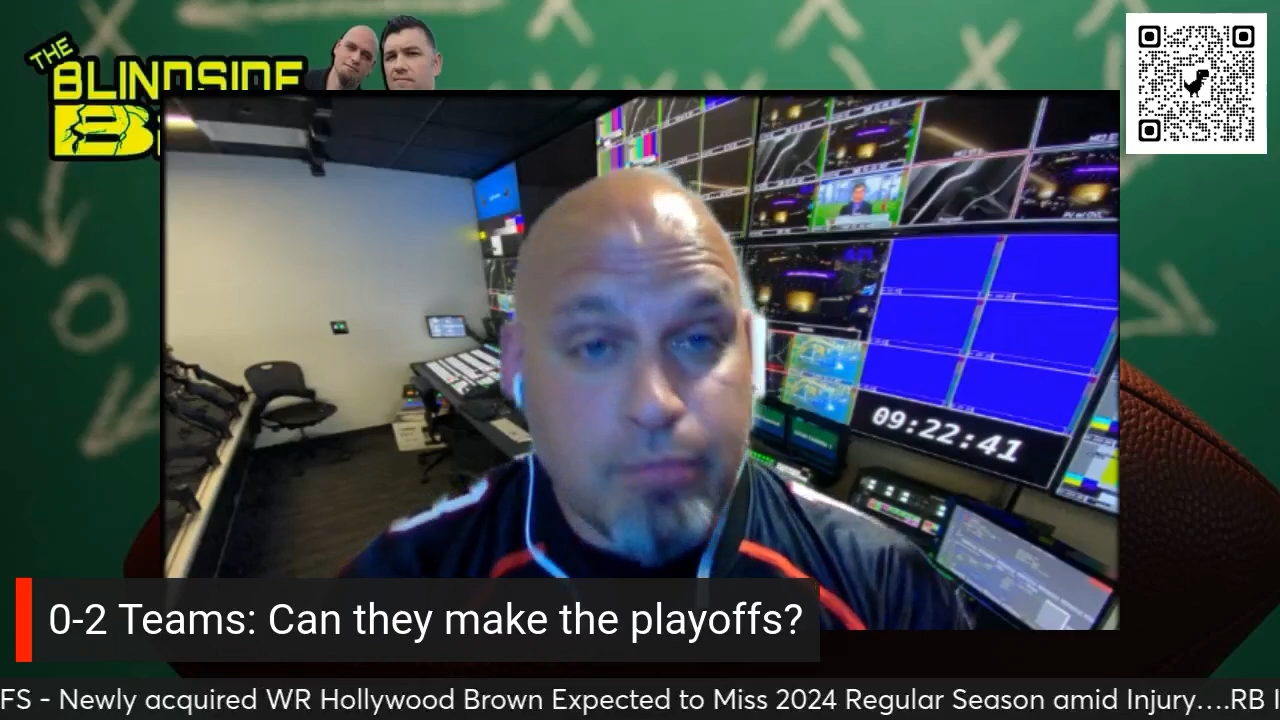 THE
BLINDSIDE
09:22:41
0-2 Teams: Can they make the playoffs?
FS - Newly acquired WR Hollywood Brown Expected to Miss 2024 Regular Season amid Injury....RB